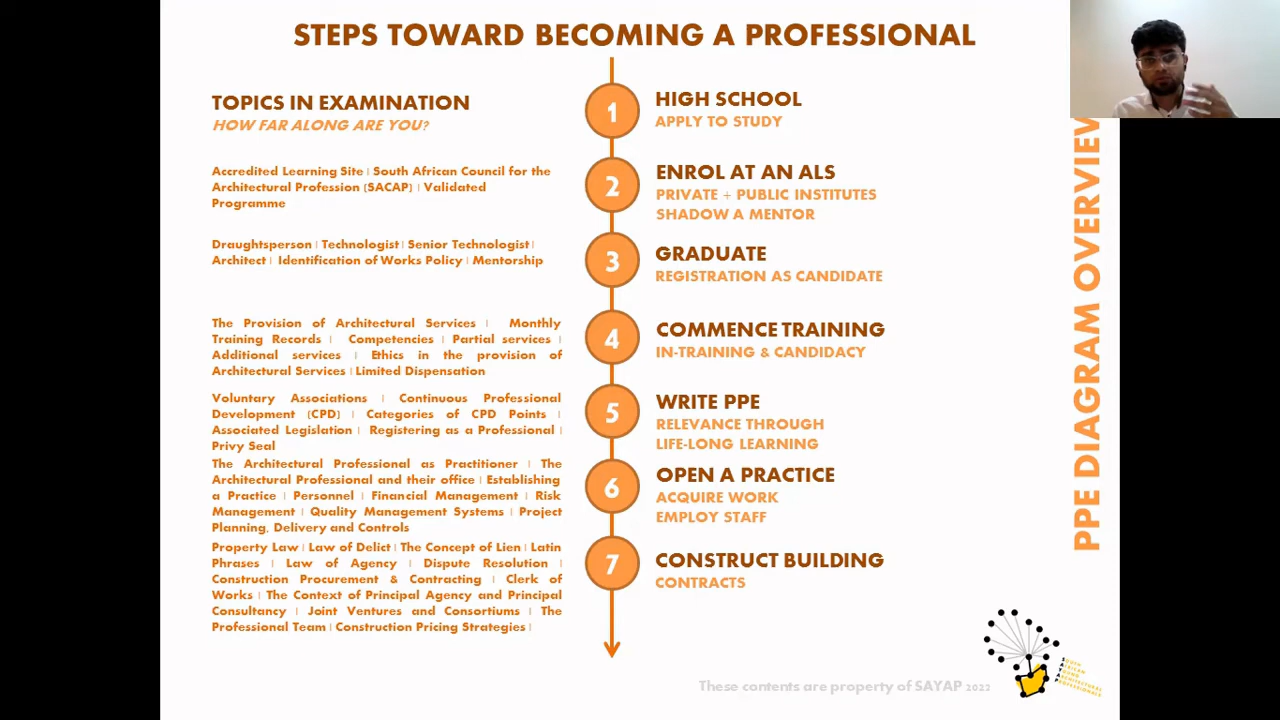 STEPS TOWARD BECOMING A PROFESSIONAL
TOPICS IN EXAMINATION
HOW FAR ALONG ARE YOU?
1
HIGH SCHOOL
APPLY TO STUDY
Accredited Learning Site | South African Council for the
Architectural Profession (SACAP) | Validated
Programme
2
ENROL AT AN ALS
PRIVATE + PUBLIC INSTITUTES
SHADOW A MENTOR
Draughtsperson | Technologist | Senior Technologist |
Architect | Identification of Works Policy | Mentorship
3
GRADUATE
REGISTRATION AS CANDIDATE
The Provision of Architectural Services | Monthly
Training Records | Competencies | Partial services |
Additional services | Ethics in the provision of
Architectural Services | Limited Dispensation
4
COMMENCE TRAINING
IN-TRAINING & CANDIDACY
Voluntary Associations | Continuous Professional
Development (CPD) | Categories of CPD Points |
Associated Legislation | Registering as a Professional |
Privy Seal
5
WRITE PPE
RELEVANCE THROUGH
LIFE-LONG LEARNING
The Architectural Professional as Practitioner | The
Architectural Professional and their office | Establishing
a Practice | Personnel | Financial Management | Risk
Management | Quality Management Systems | Project
Planning, Delivery and Controls
6
OPEN A PRACTICE
ACQUIRE WORK
EMPLOY STAFF
Property Law | Law of Delict | The Concept of Lien | Latin
Phrases | Law of Agency | Dispute Resolution |
Construction Procurement & Contracting | Clerk of
Works | The Context of Principal Agency and Principal
Consultancy | Joint Ventures and Consortiums | The
Professional Team | Construction Pricing Strategies |
7
CONSTRUCT BUILDING
CONTRACTS
PPE DIAGRAM OVERVIEW
These contents are property of SAYAP 2022
SOUTH
AFRICAN
YOUNG
ARCHITECTURAL
PROFESSIONALS